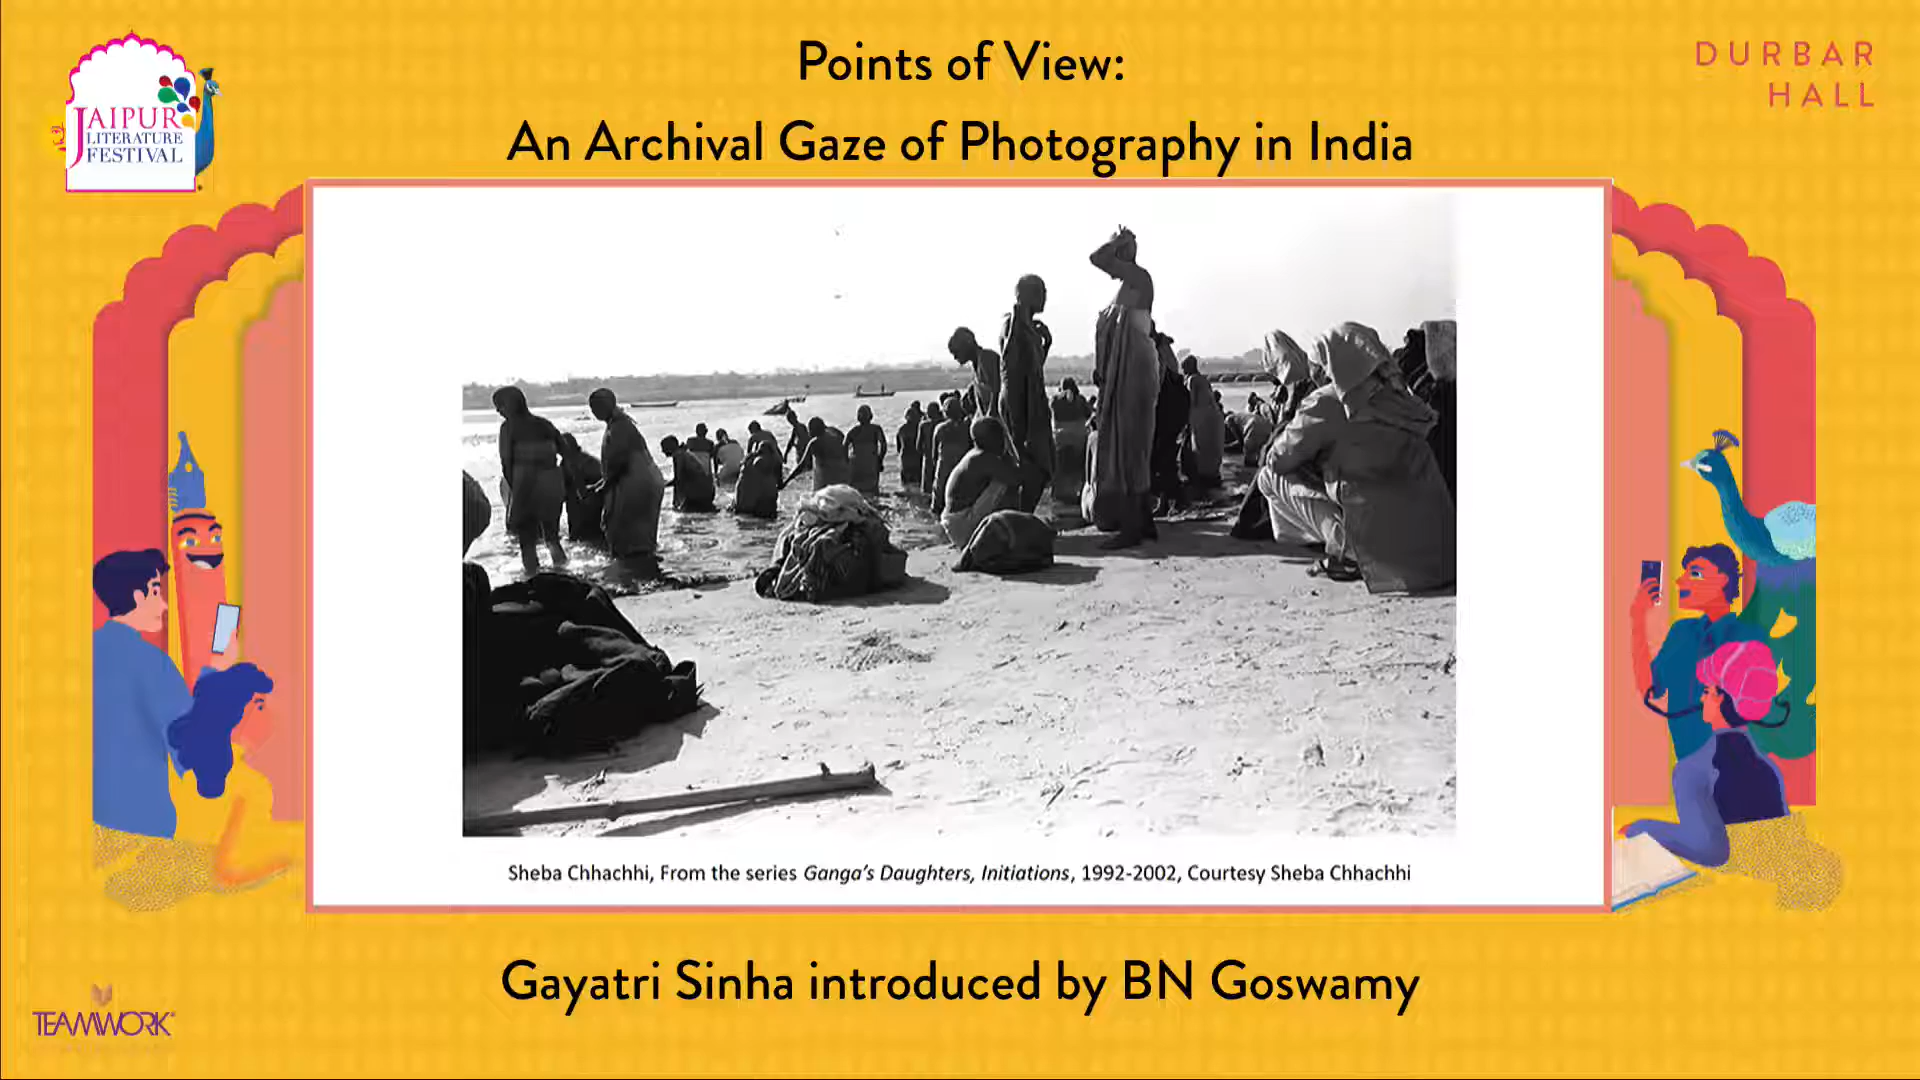 JAIPUR
LITERATURE
FESTIVAL
Points of View:
An Archival Gaze of Photography in India
DURBAR
HALL
Sheba Chhachhi, From the series Ganga's Daughters, Initiations, 1992-2002, Courtesy Sheba Chhachhi
Gayatri Sinha introduced by BN Goswamy
TEAMWORK